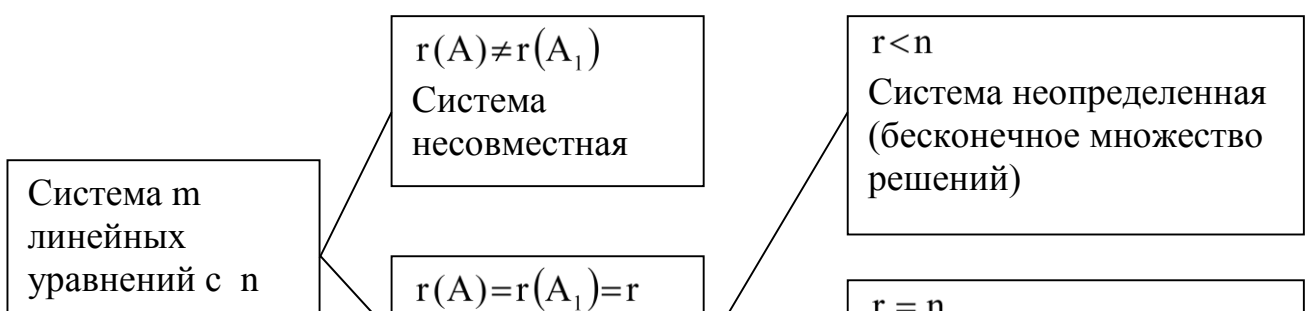 r(A)≠r(A₁)
Система
несовместная
r<n
Система неопределенная
(бесконечное множество
решений)
Система m
линейных
уравнений с n
r(A)=r(A₁)=r
r = n